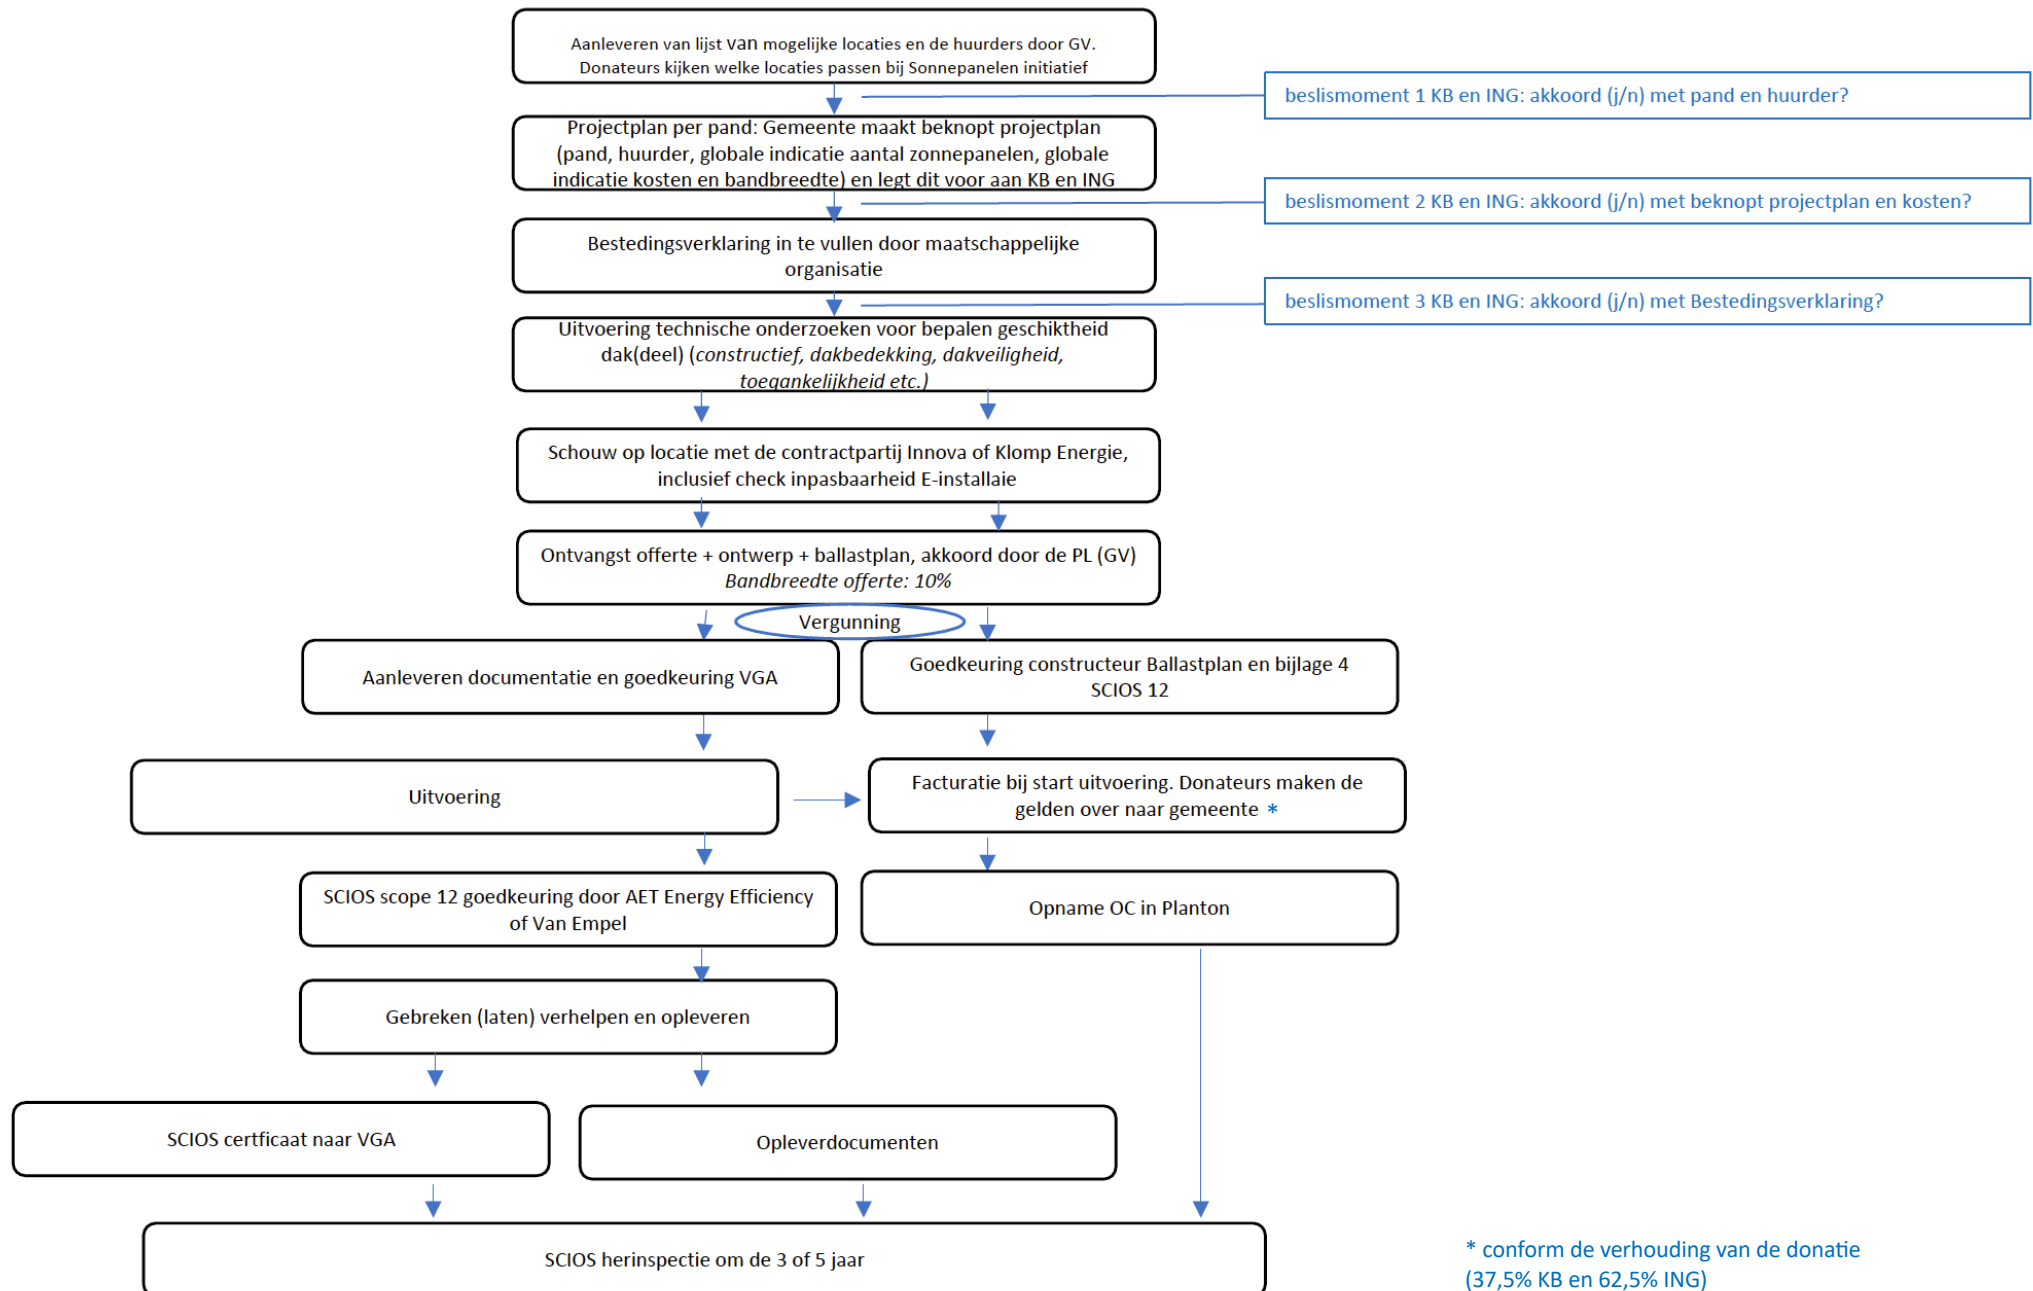 Aanleveren van lijst van mogelijke locaties en de huurders door GV.
Donateurs kijken welke locaties passen bij Sonnepanelen initiatief
beslismoment 1 KB en ING: akkoord (j/n) met pand en huurder?
Projectplan per pand: Gemeente maakt beknopt projectplan
(pand, huurder, globale indicatie aantal zonnepanelen, globale
indicatie kosten en bandbreedte) en legt dit voor aan KB en ING
beslismoment 2 KB en ING: akkoord (j/n) met beknopt projectplan en kosten?
Bestedingsverklaring in te vullen door maatschappelijke
organisatie
beslismoment 3 KB en ING: akkoord (j/n) met Bestedingsverklaring?
Uitvoering technische onderzoeken voor bepalen geschiktheid
dak(deel) (constructief, dakbedekking, dakveiligheid,
toegankelijkheid etc.)
Schouw op locatie met de contractpartij Innova of Klomp Energie,
inclusief check inpasbaarheid E-installaie
Ontvangst offerte + ontwerp + ballastplan, akkoord door de PL (GV)
Bandbreedte offerte: 10%
Vergunning
Aanleveren documentatie en goedkeuring VGA
Goedkeuring constructeur Ballastplan en bijlage 4
SCIOS 12
Uitvoering
Facturatie bij start uitvoering. Donateurs maken de
gelden over naar gemeente *
SCIOS scope 12 goedkeuring door AET Energy Efficiency
of Van Empel
Opname OC in Planton
Gebreken (laten) verhelpen en opleveren
SCIOS certficaat naar VGA
Opleverdocumenten
SCIOS herinspectie om de 3 of 5 jaar
* conform de verhouding van de donatie
(37,5% KB en 62,5% ING)